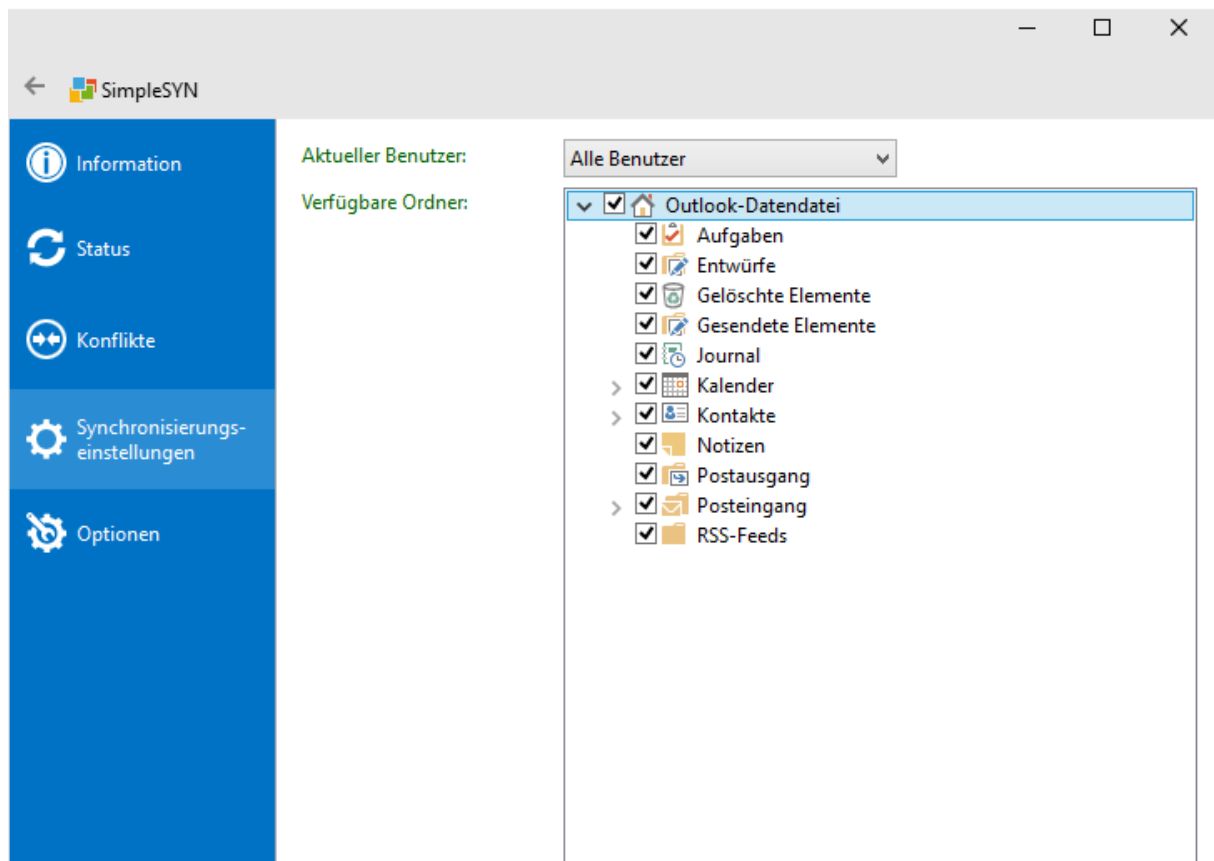 SimpleSYN
Information
Status
Konflikte
Synchronisierungs-
einstellungen
Optionen
Aktueller Benutzer:
Alle Benutzer
Verfügbare Ordner:
Outlook-Datendatei
Aufgaben
Entwürfe
Gelöschte Elemente
Gesendete Elemente
Journal
Kalender
Kontakte
Notizen
Postausgang
Posteingang
RSS-Feeds